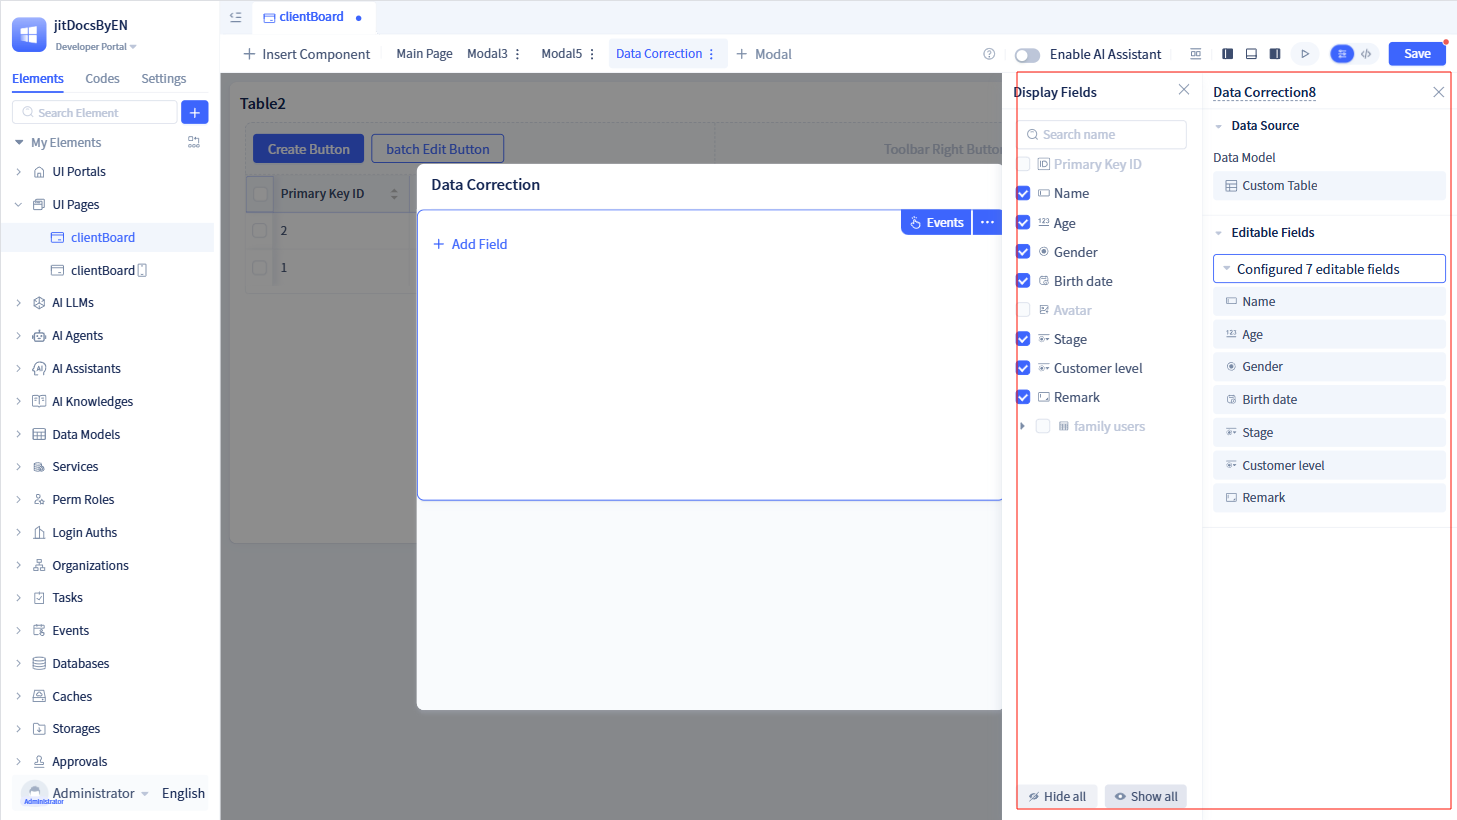 jitDocsByEN
Developer Portal
Elements
Codes
Settings
Search Element
My Elements
UI Portals
UI Pages
clientBoard
clientBoard
AI LLMs
AI Agents
AI Assistants
AI Knowledges
Data Models
Services
Perm Roles
Login Auths
Organizations
Tasks
Events
Databases
Caches
Storages
Approvals
Administrator
Administrator
English
clientBoard
Insert Component
Main Page
Modal3
Modal5
Data Correction
Modal
Enable AI Assistant
Save
Table2
Create Button
batch Edit Button
Toolbar Right Button
Primary Key ID
2
1
Data Correction
Events
Add Field
Display Fields
Search name
Primary Key ID
Name
123 Age
Gender
Birth date
Avatar
Stage
Customer level
Remark
family users
Hide all
Show all
Data Correction8
Data Source
Data Model
Custom Table
Editable Fields
Configured 7 editable fields
Name
123 Age
Gender
Birth date
Stage
Customer level
Remark